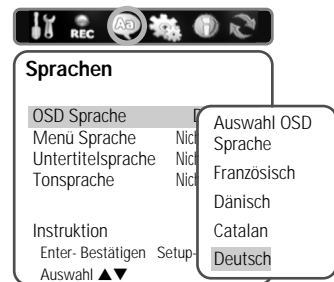 REC
Sprachen
OSD Sprache
Menü Sprache
Untertitelsprache
Tonsprache
Instruktion
Enter- Bestätigen Setup-
Auswahl ▲▼
Auswahl OSD
Sprache
Französisch
Dänisch
Catalan
Deutsch